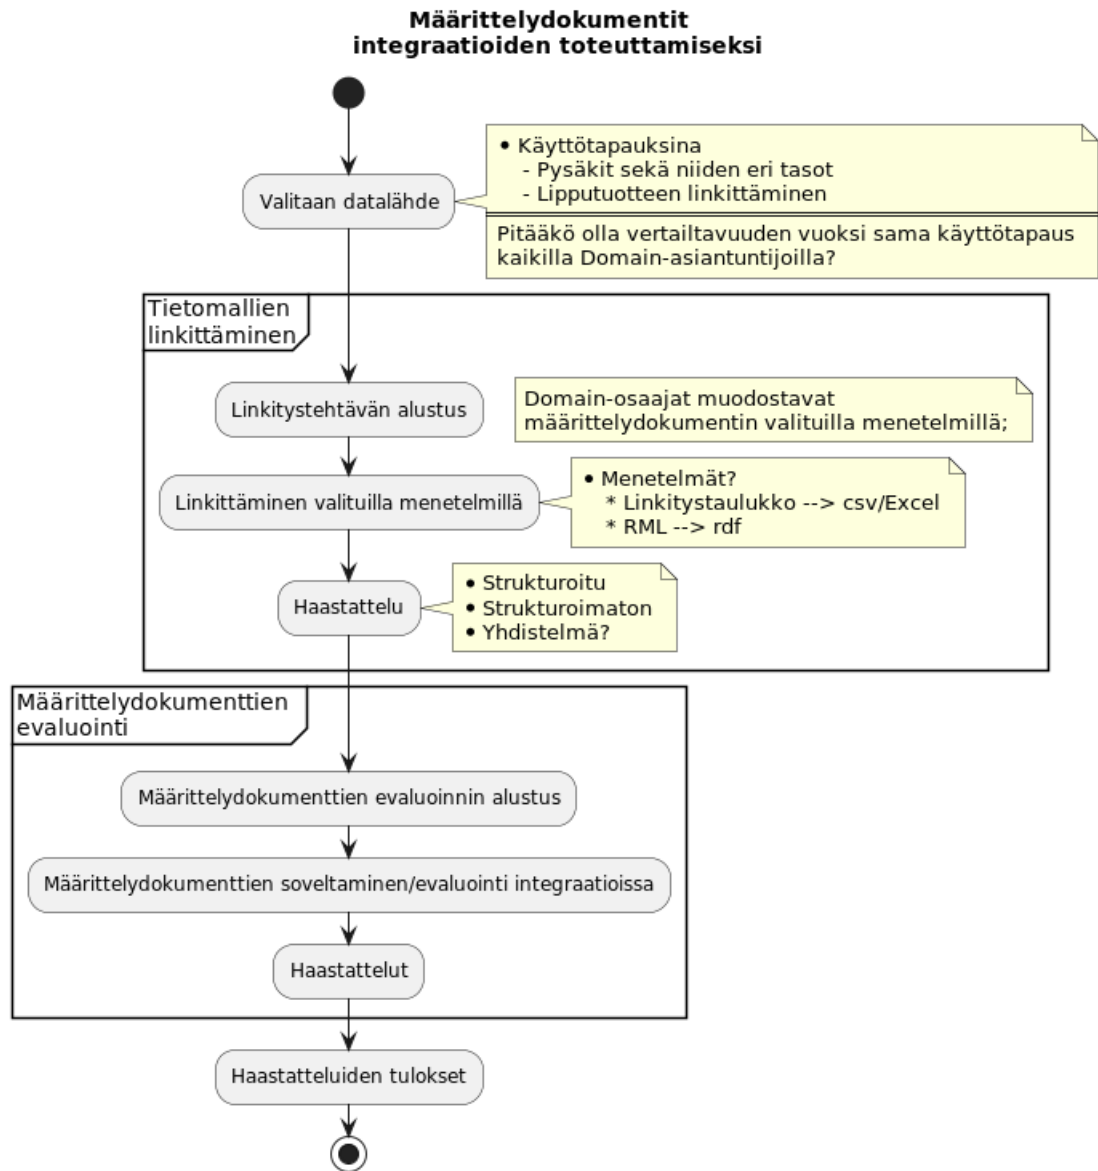 Määrittelydokumentit
integraatioiden toteuttamiseksi
• Käyttötapauksina
- Pysäkit sekä niiden eri tasot
- Lipputuotteen linkittäminen
Valitaan datalähde
Pitääkö olla vertailtavuuden vuoksi sama käyttötapaus
kaikilla Domain-asiantuntijoilla?
Tietomallien
linkittäminen
Linkitystehtävän alustus
Domain-osaajat muodostavat
määrittelydokumentin valituilla menetelmillä;
Linkittäminen valituilla menetelmillä
• Menetelmät?
* Linkitystaulukko --> csv/Excel
* RML --> rdf
Haastattelu
• Strukturoitu
• Strukturoimaton
• Yhdistelmä?
Määrittelydokumenttien
evaluointi
Määrittelydokumenttien evaluoinnin alustus
Määrittelydokumenttien soveltaminen/evaluointi integraatioissa
Haastattelut
Haastatteluiden tulokset